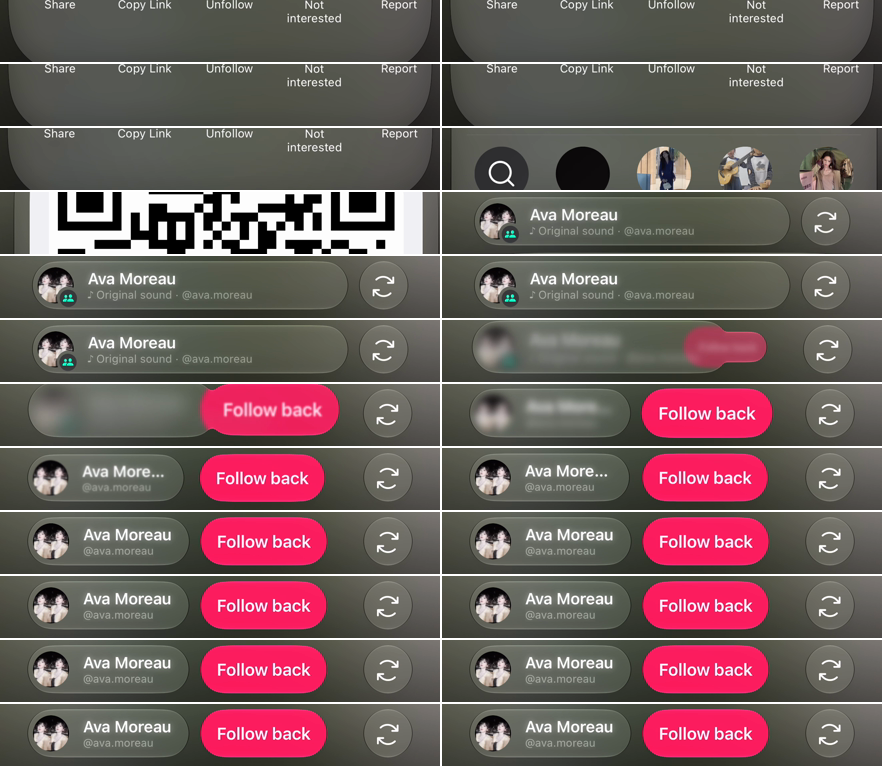 Share Copy Link Unfollow Not interested Report
Share Copy Link Unfollow Not interested Report
Share Copy Link Unfollow Not interested Report
Share Copy Link Unfollow Not interested Report
Share Copy Link Unfollow Not interested Report
Ava Moreau
♪ Original sound · @ava.moreau
Ava Moreau
♪ Original sound · @ava.moreau
Ava Moreau
♪ Original sound · @ava.moreau
Ava Moreau
♪ Original sound · @ava.moreau
Follow back
Ava More...
Follow back
Ava More...
@ava.moreau
Follow back
Ava More...
@ava.moreau
Follow back
Ava Moreau
@ava.moreau
Follow back
Ava Moreau
@ava.moreau
Follow back
Ava Moreau
@ava.moreau
Follow back
Ava Moreau
@ava.moreau
Follow back
Ava Moreau
@ava.moreau
Follow back
Ava Moreau
@ava.moreau
Follow back
Ava Moreau
@ava.moreau
Follow back
Ava Moreau
@ava.moreau
Follow back